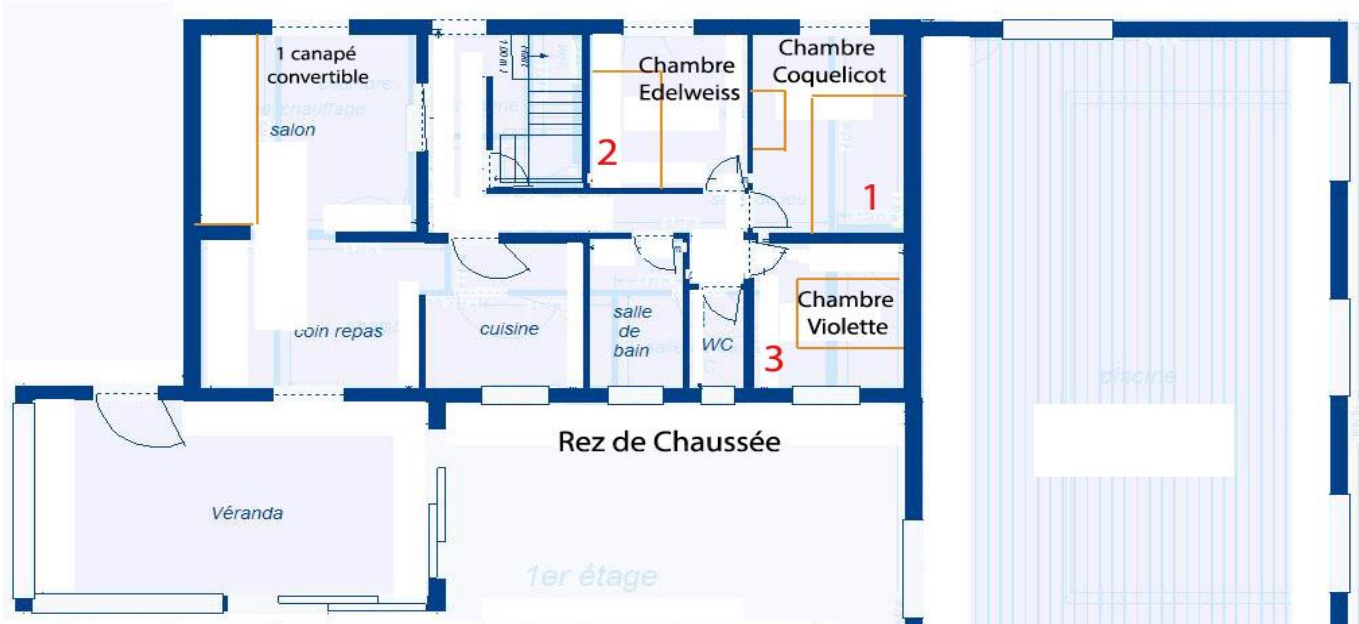 1 canapé
convertible
salon
Chambre
Edelweiss
2
Chambre
Coquelicot
1
coin repas
cuisine
salle
de
bain
WC
Chambre
Violette
3
piscine
Rez de Chaussée
Véranda
1er étage